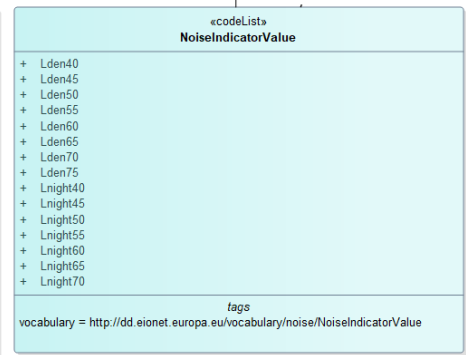 «codeList»
NoiseIndicatorValue
+ Lden40
+ Lden45
+ Lden50
+ Lden55
+ Lden60
+ Lden65
+ Lden70
+ Lden75
+ Lnight40
+ Lnight45
+ Lnight50
+ Lnight55
+ Lnight60
+ Lnight65
+ Lnight70
tags
vocabulary = http://dd.eionet.europa.eu/vocabulary/noise/NoiseIndicatorValue